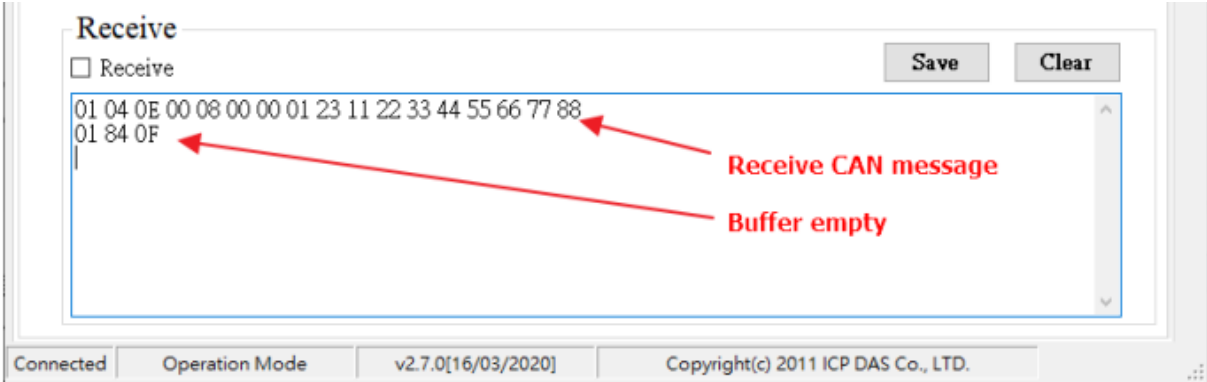 Receive
Receive
Save
Clear
01 04 0E 00 08 00 00 01 23 11 22 33 44 55 66 77 88
01 84 0F
Receive CAN message
Buffer empty
Connected
Operation Mode
v2.7.0[16/03/2020]
Copyright(c) 2011 ICP DAS Co., LTD.